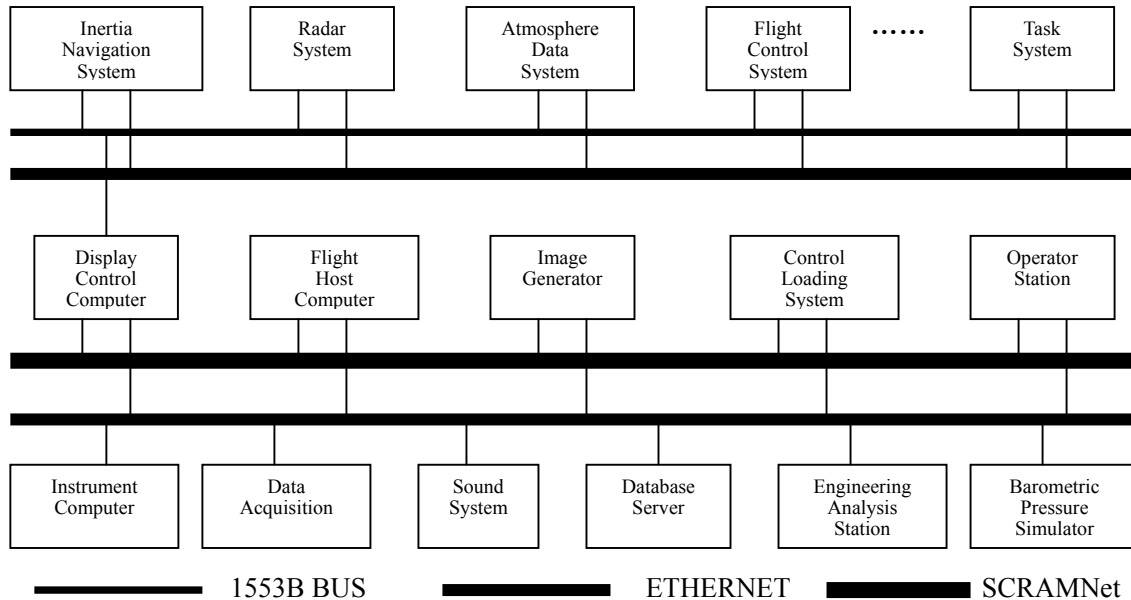 Inertia
Navigation
System
Radar
System
Atmosphere
Data
System
Flight
Control
System
......
Task
System
Display
Control
Computer
Flight
Host
Computer
Image
Generator
Control
Loading
System
Operator
Station
Instrument
Computer
Data
Acquisition
Sound
System
Database
Server
Engineering
Analysis
Station
Barometric
Pressure
Simulator
1553B BUS
ETHERNET
SCRAMNet